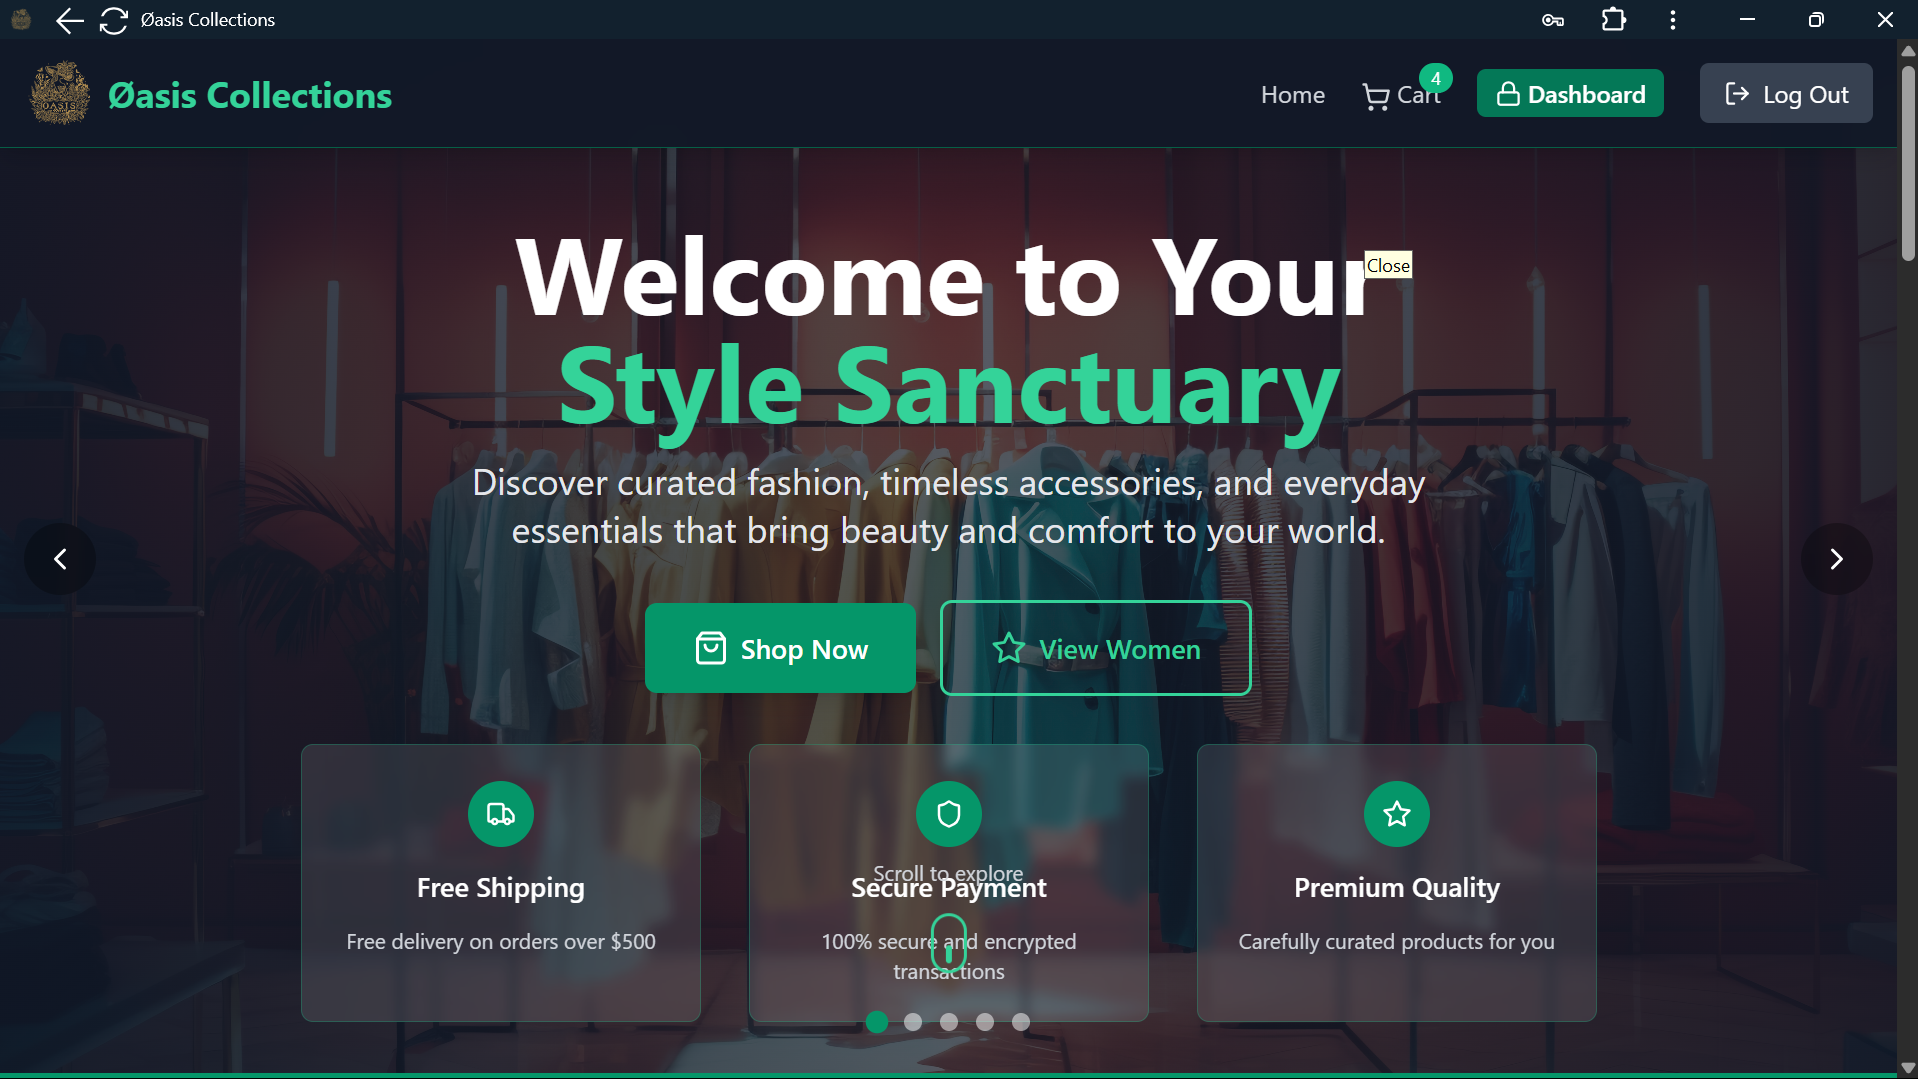 Øasis Collections
OASIS
Øasis Collections
Home
Cart
4
Dashboard
Log Out
Welcome to Your
Close
Style Sanctuary
Discover curated fashion, timeless accessories, and everyday
essentials that bring beauty and comfort to your world.
Shop Now
View Women
Free Shipping
Free delivery on orders over $500
Scroll to explore
Secure Payment
100% secure and encrypted
transactions
Premium Quality
Carefully curated products for you